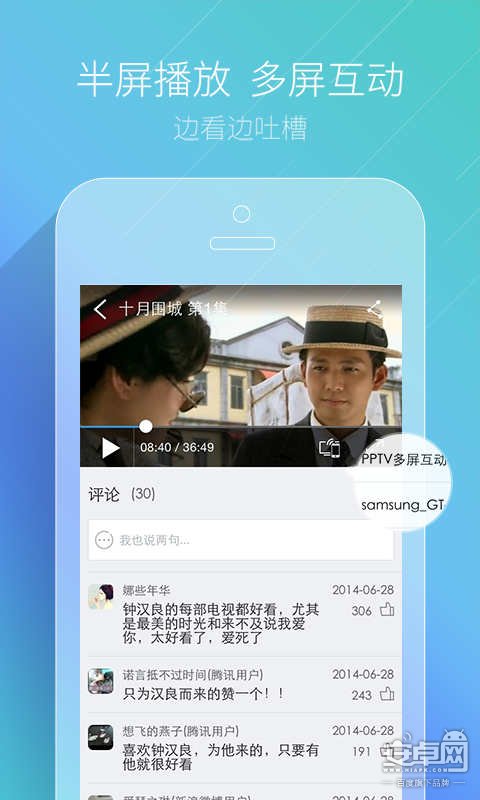 半屏播放 多屏互动
边看边吐槽
十月围城 第1集
08:40 / 36:49
PPTV多屏互动
samsung_GT
评论 (30)
我也说两句...
娜些年华 2014-06-28
钟汉良的每部电视都好看，尤其 306
是最美的时光和来不及说我爱
你，太好看了，爱死了
诺言抵不过时间(腾讯用户) 2014-06-28
只为汉良而来的赞一个！！ 243
想飞的燕子(腾讯用户) 2014-06-28
喜欢钟汉良，为他来的，只要有 191
他就很好看
安卓网
HIAPK.COM
百度旗下品牌